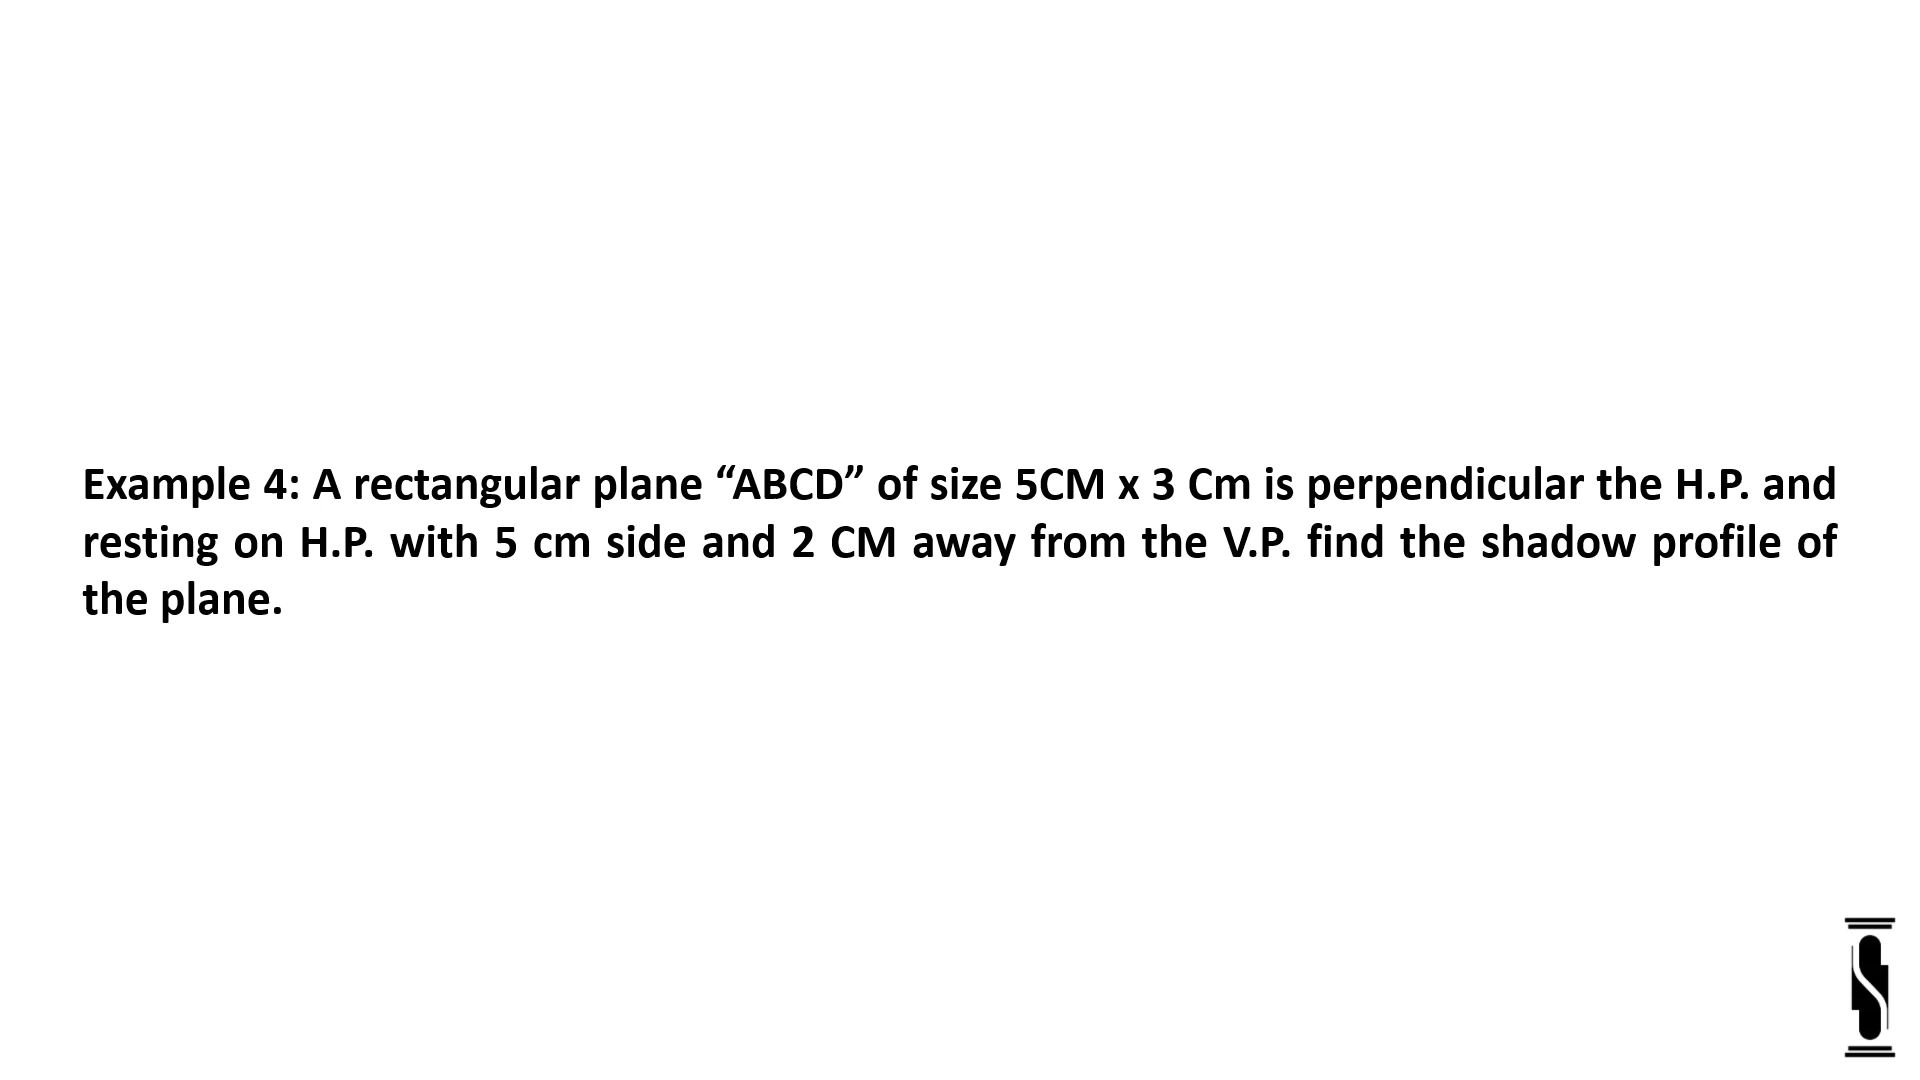 Example 4: A rectangular plane “ABCD” of size 5CM x 3 Cm is perpendicular the H.P. and
resting on H.P. with 5 cm side and 2 CM away from the V.P. find the shadow profile of
the plane.